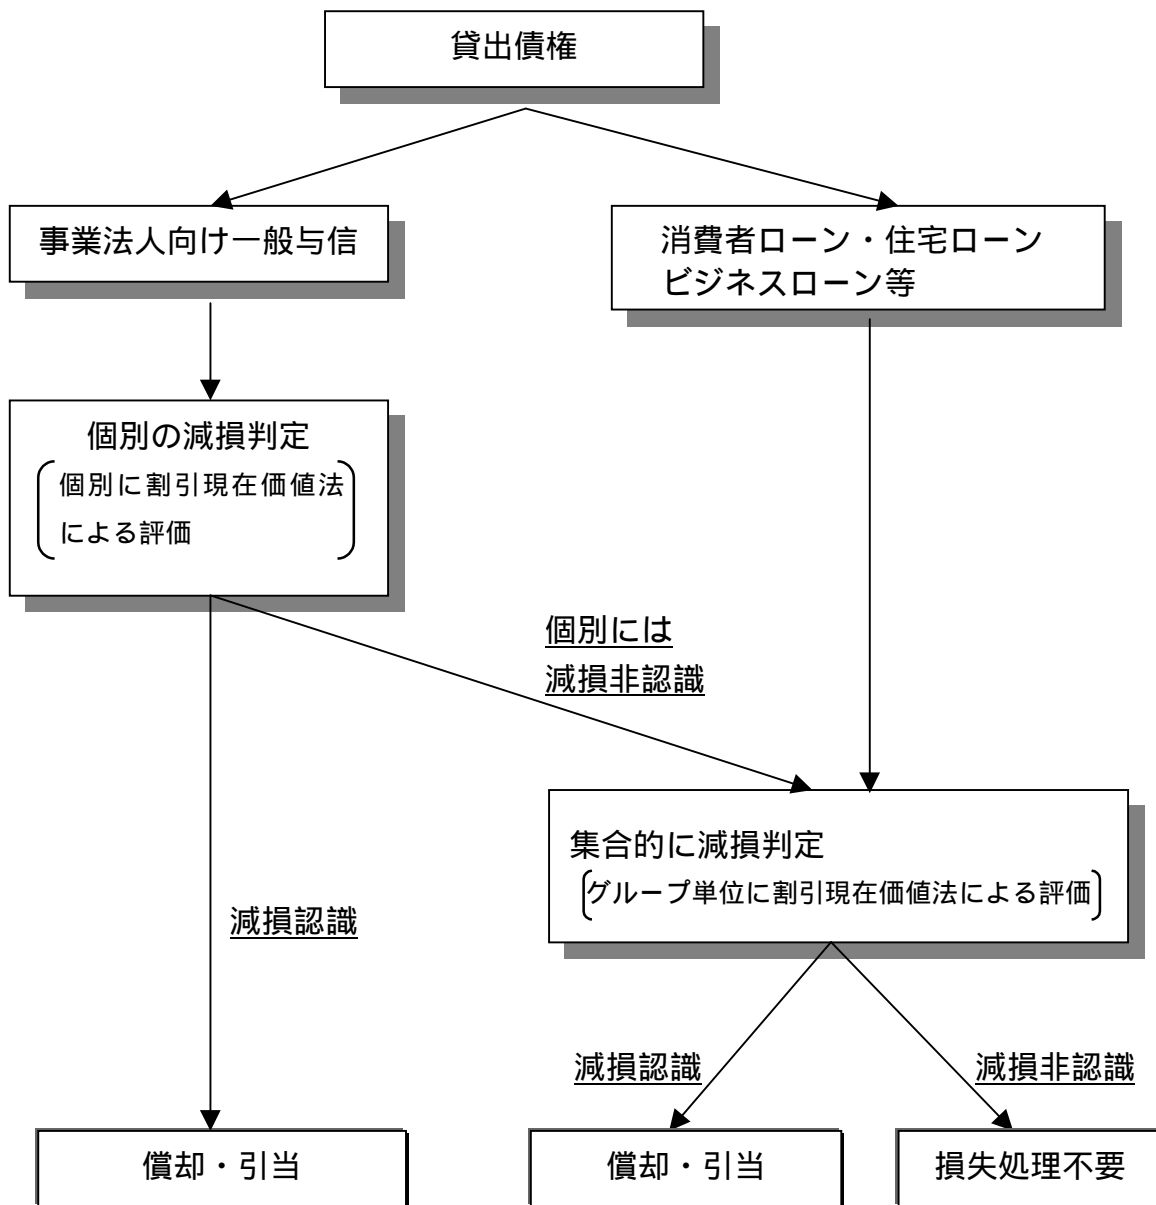 貸出債権
事業法人向け一般与信
消費者ローン・住宅ローン
ビジネスローン等
個別の減損判定
個別に割引現在価値法
による評価
個別には
減損非認識
集合的に減損判定
グループ単位に割引現在価値法による評価
減損認識
減損認識
減損非認識
償却・引当
償却・引当
損失処理不要